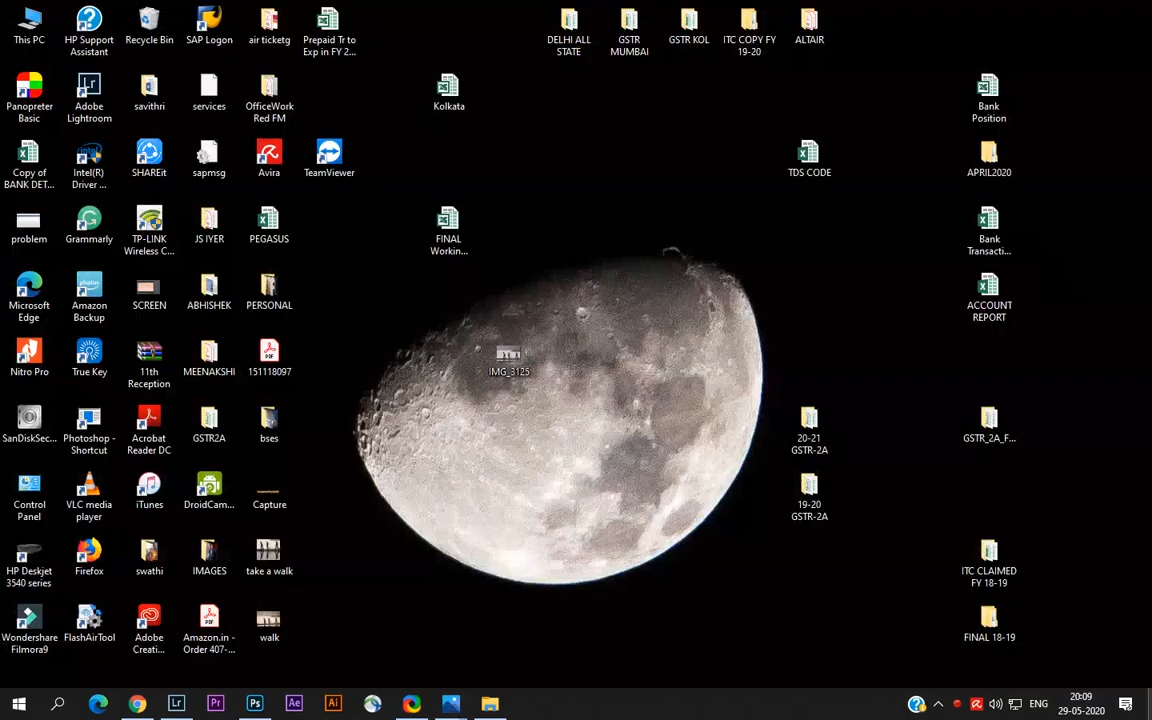 This PC
HP Support
Assistant
Recycle Bin
SAP Logon
air ticketg
Prepaid Tr to
Exp in FY 2...
DELHI ALL
STATE
GSTR
MUMBAI
GSTR KOL
ITC COPY FY
19-20
ALTAIR
Panopreter
Basic
Adobe
Lightroom
savithri
services
OfficeWork
Red FM
Kolkata
Bank
Position
Copy of
BANK DET...
Intel(R)
Driver ...
SHAREit
sapmsg
Avira
TeamViewer
TDS CODE
APRIL2020
problem
Grammarly
TP-LINK
Wireless C...
JS IYER
PEGASUS
FINAL
Workin...
Bank
Transacti...
Microsoft
Edge
Amazon
Backup
SCREEN
ABHISHEK
PERSONAL
ACCOUNT
REPORT
Nitro Pro
True Key
11th
Reception
MEENAKSHI
151118097
IMG_3125
SanDiskSec...
Photoshop -
Shortcut
Acrobat
Reader DC
GSTR2A
bses
20-21
GSTR-2A
GSTR_2A_F...
Control
Panel
VLC media
player
iTunes
DroidCam...
Capture
19-20
GSTR-2A
HP Deskjet
3540 series
Firefox
swathi
IMAGES
take a walk
ITC CLAIMED
FY 18-19
Wondershare
Filmora9
FlashAirTool
Adobe
Creati...
Amazon.in -
Order 407-...
walk
FINAL 18-19
Lr
Pr
Ps
Ae
Ai
ENG
20:09
29-05-2020